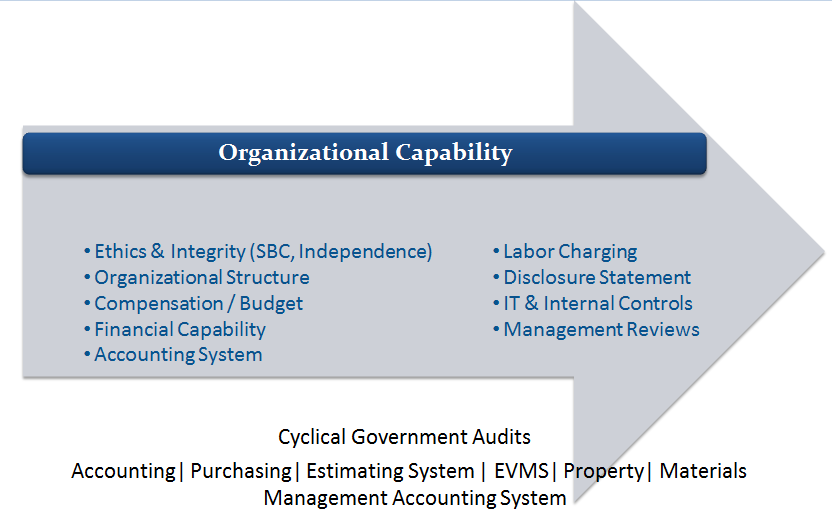 Organizational Capability
• Ethics & Integrity (SBC, Independence)
• Organizational Structure
• Compensation / Budget
• Financial Capability
• Accounting System
• Labor Charging
• Disclosure Statement
• IT & Internal Controls
• Management Reviews
Cyclical Government Audits
Accounting| Purchasing| Estimating System | EVMS| Property| Materials
Management Accounting System